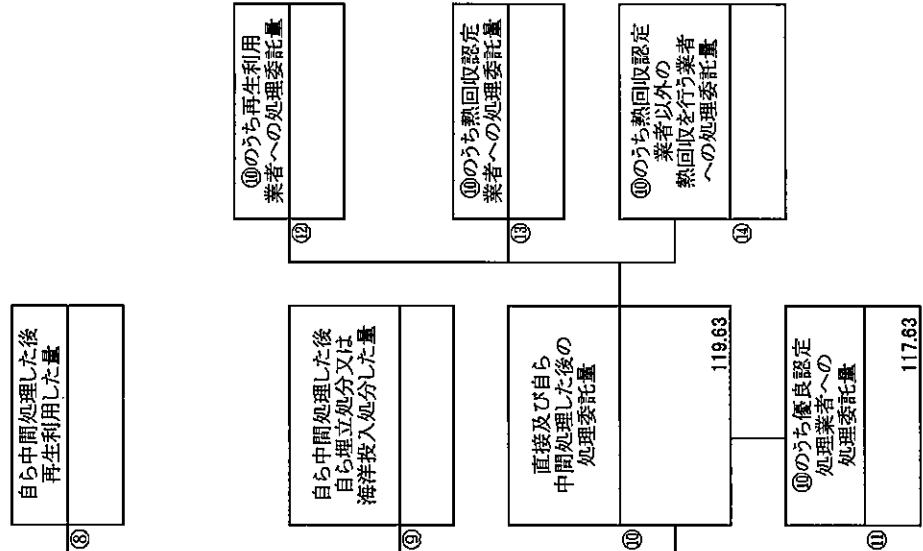 自ら中間処理した後
再生利用した量
⑧
自ら中間処理した後
自ら埋立処分又は
海洋投入処分した量
⑨
直接及び自ら
中間処理した後の
処理委託量
⑩
119.63
⑩のうち優良認定
処理業者への
処理委託量
⑪
117.63
⑩のうち再生利用
業者への処理委託量
⑫
⑩のうち熱回収認定
業者への処理委託量
⑬
⑩のうち熱回収認定
業者以外の
熱回収を行う業者
への処理委託量
⑭